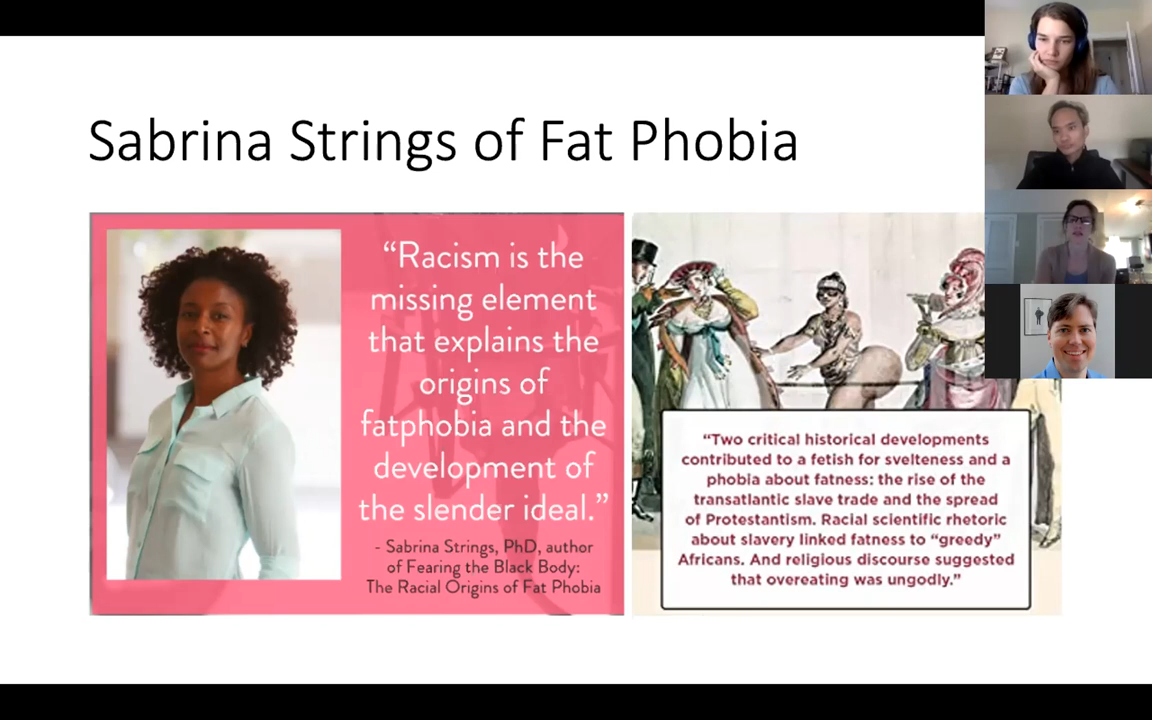 Sabrina Strings of Fat Phobia
“Racism is the
missing element
that explains the
origins of
fatphobia and the
development of
the slender ideal.”
- Sabrina Strings, PhD, author
of Fearing the Black Body:
The Racial Origins of Fat Phobia
“Two critical historical developments
contributed to a fetish for svelteness and a
phobia about fatness: the rise of the
transatlantic slave trade and the spread
of Protestantism. Racial scientific rhetoric
about slavery linked fatness to “greedy”
Africans. And religious discourse suggested
that overeating was ungodly.”